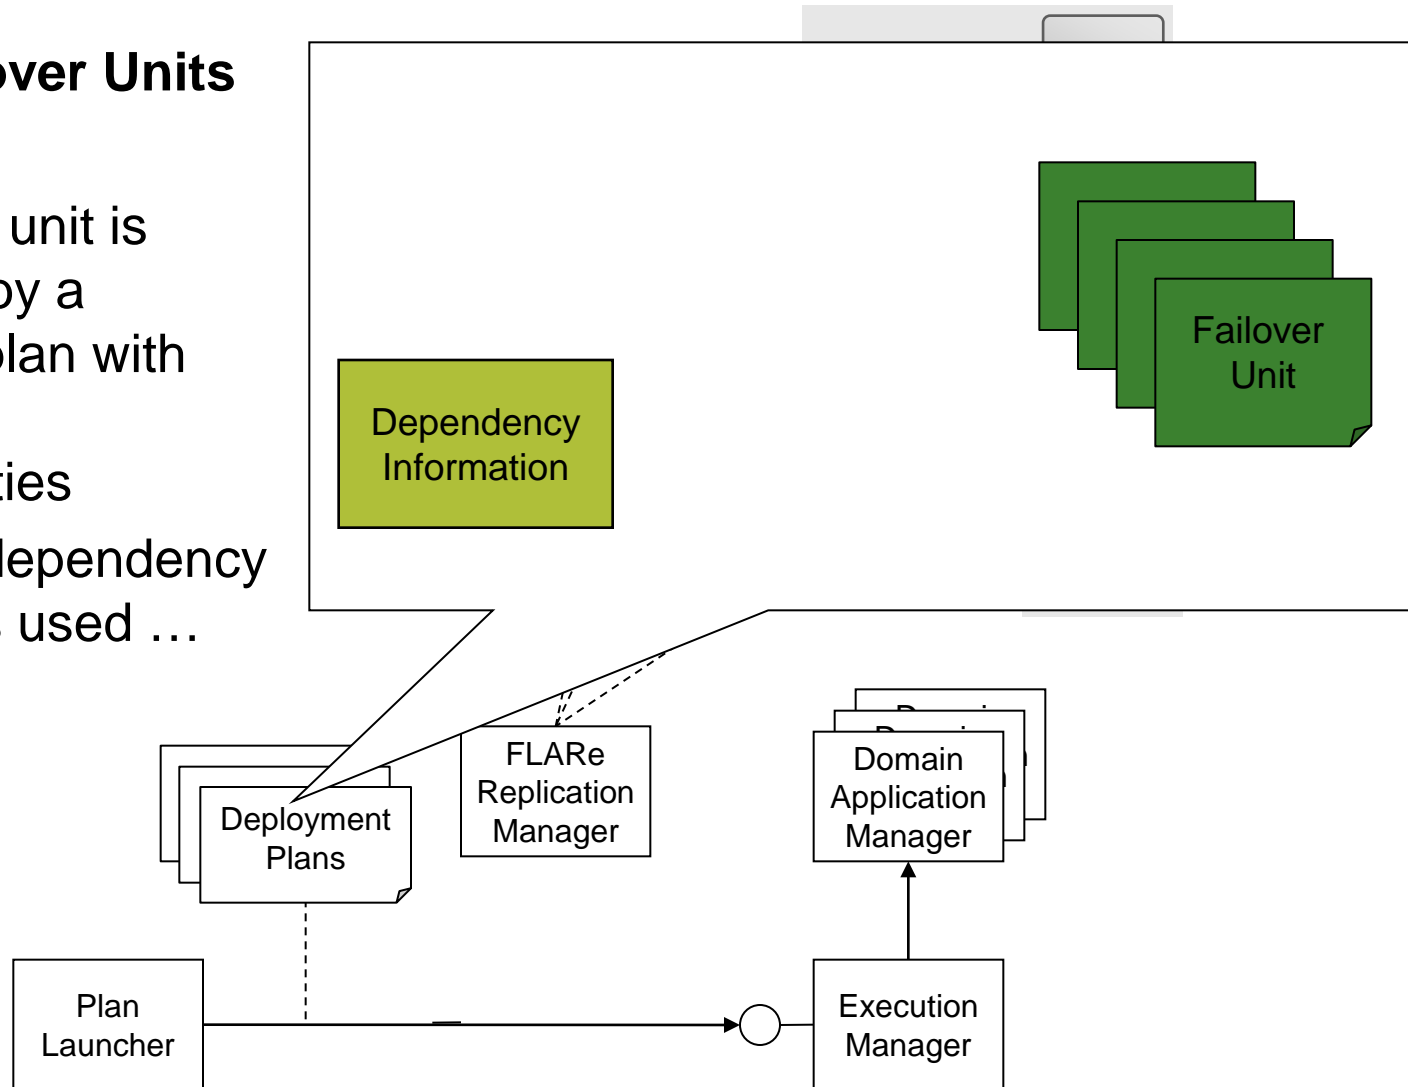 over Units
unit is
by a
plan with
ties
dependency
s used …
Dependency
Information
Failover
Unit
FLARe
Replication
Manager
Domain
Application
Manager
Deployment
Plans
Plan
Launcher
Execution
Manager